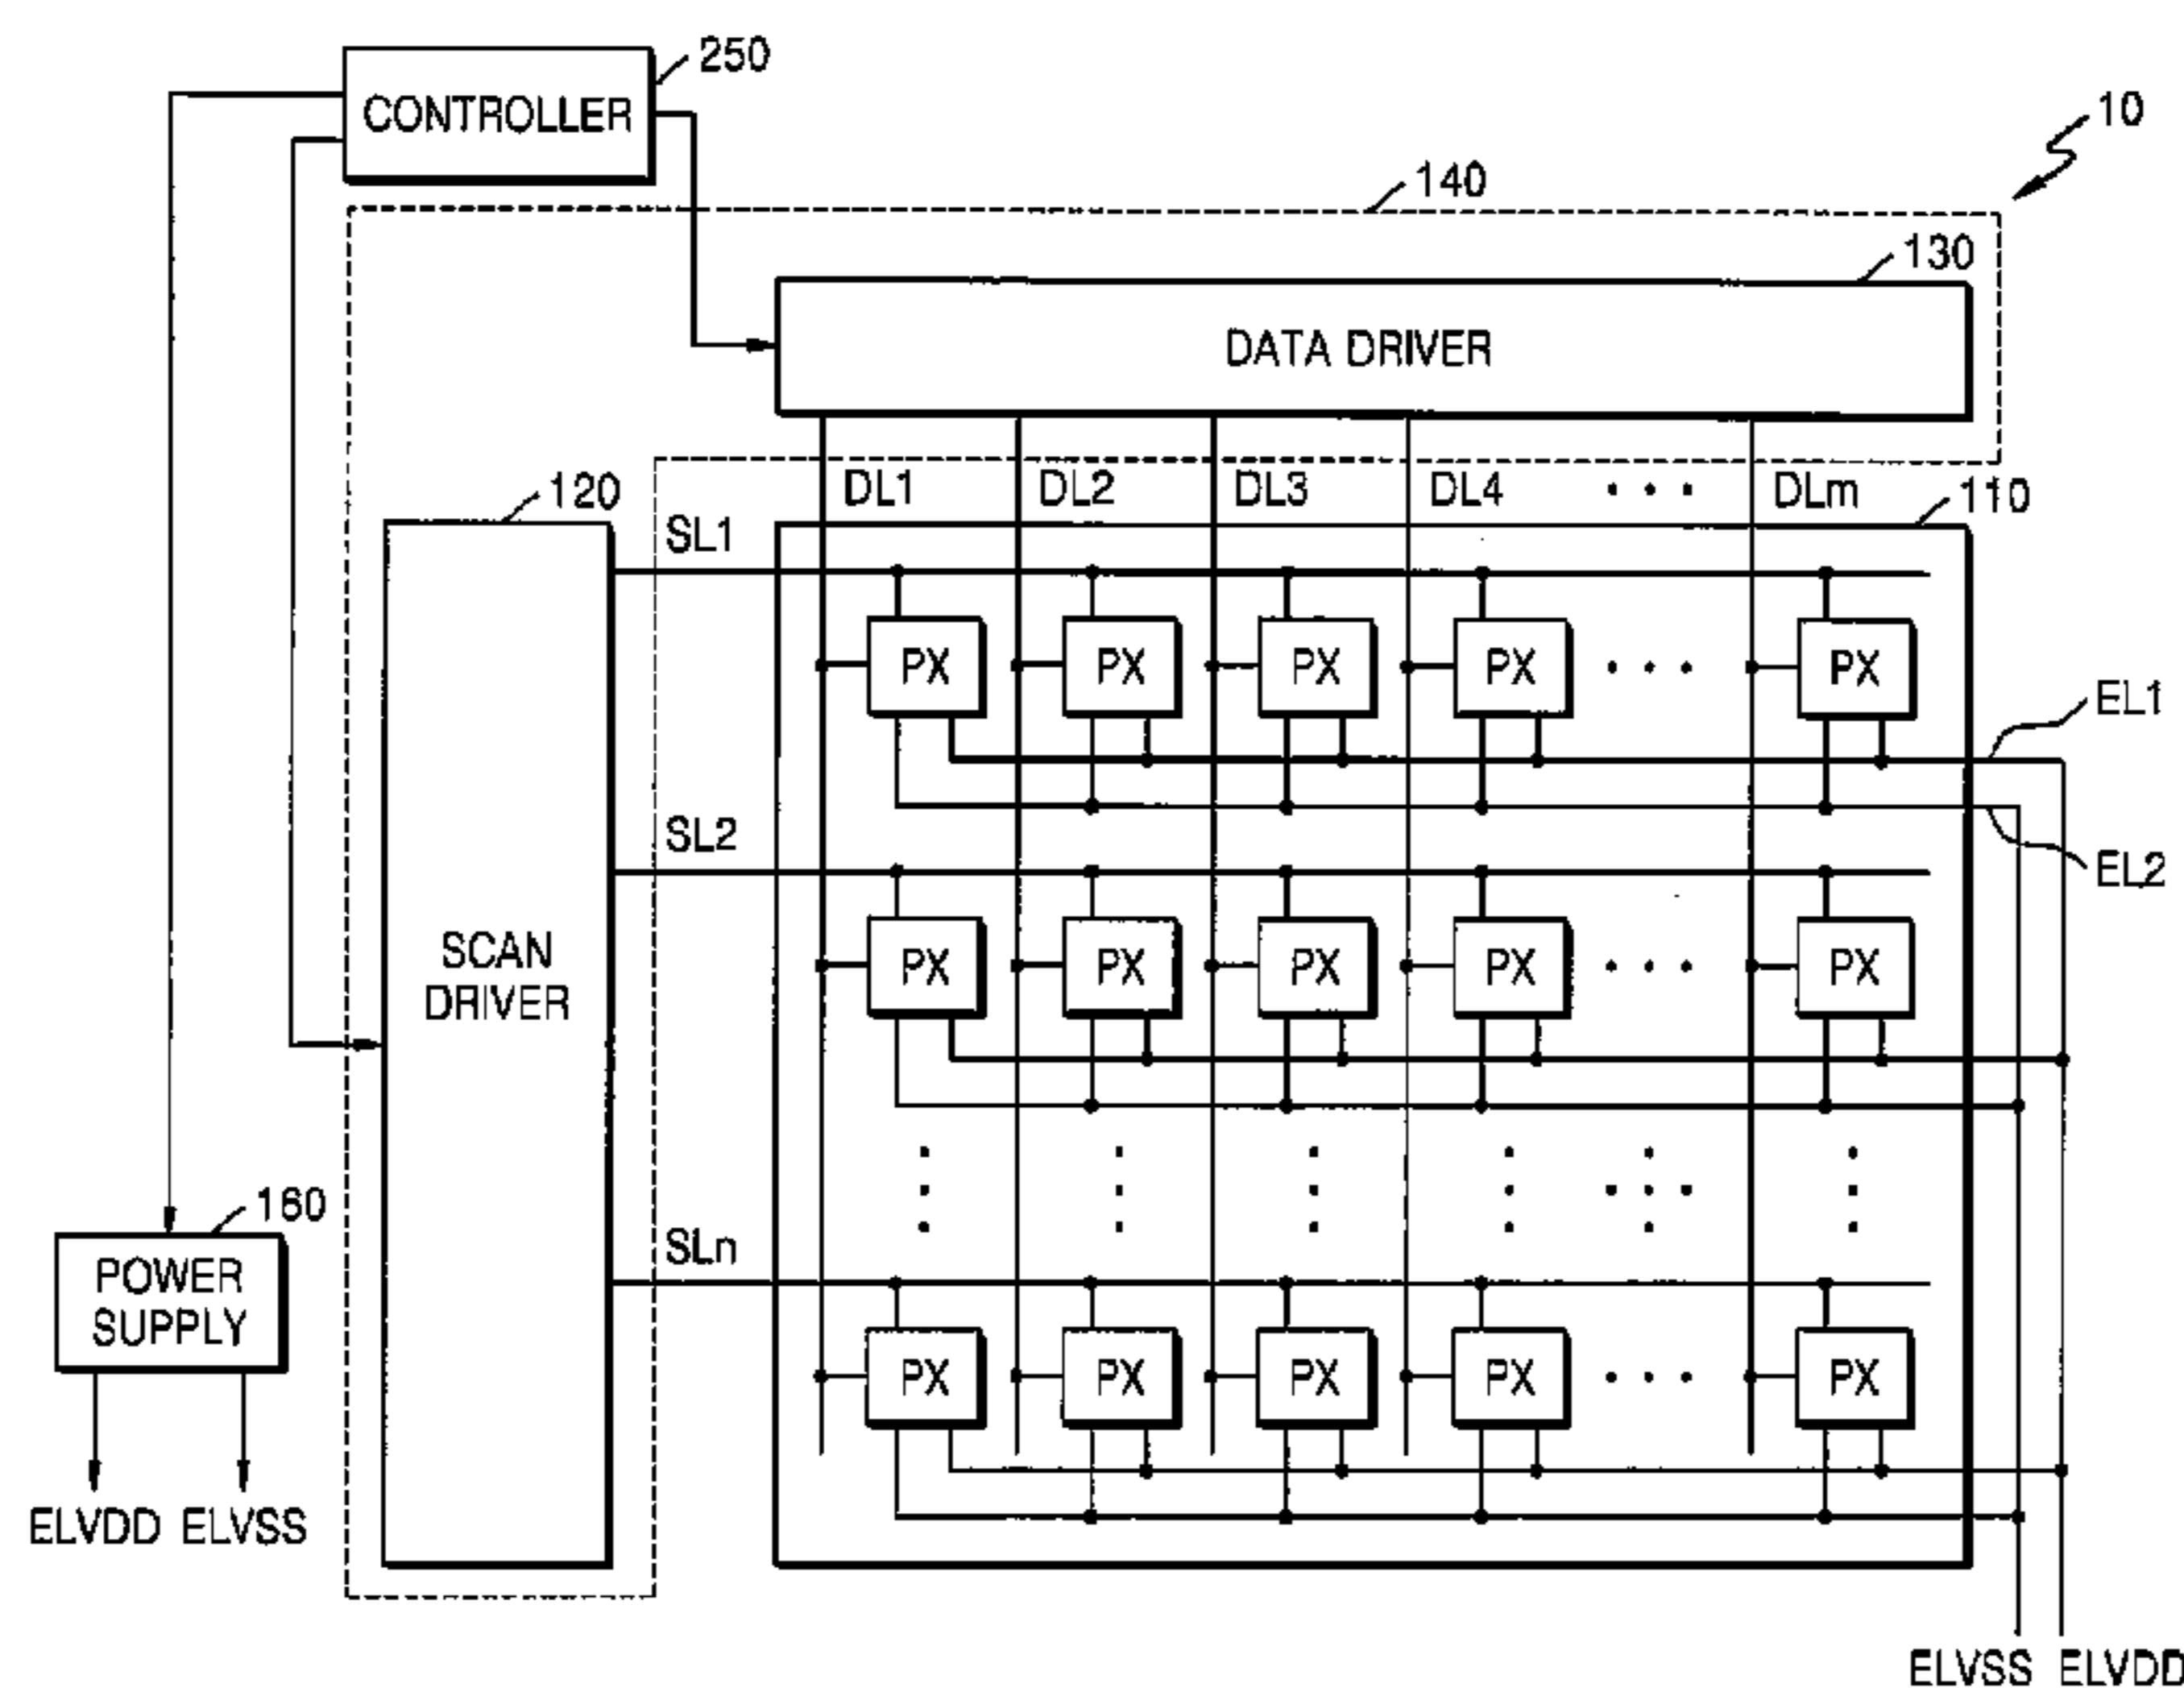 250
CONTROLLER
10
140
130
DATA DRIVER
120
DL1 DL2 DL3 DL4 DLm
110
SL1
PX PX PX PX PX
EL1
SL2
EL2
PX PX PX PX PX
SCAN
DRIVER
160
POWER
SUPPLY
SLn
PX PX PX PX PX
ELVDD ELVSS
ELVSS ELVDD